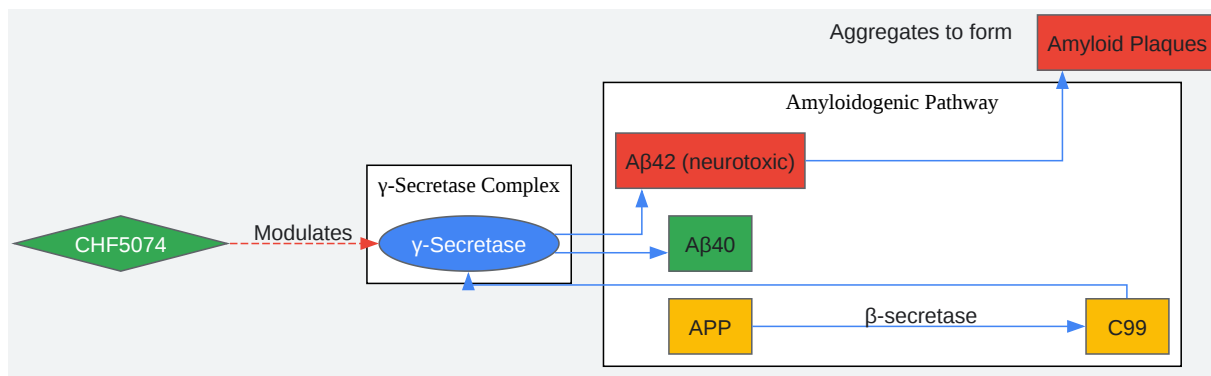 Aggregates to form
Amyloid Plaques
Amyloidogenic Pathway
Aβ42 (neurotoxic)
γ-Secretase Complex
CHF5074
Modulates
γ-Secretase
Aβ40
APP
β-secretase
C99